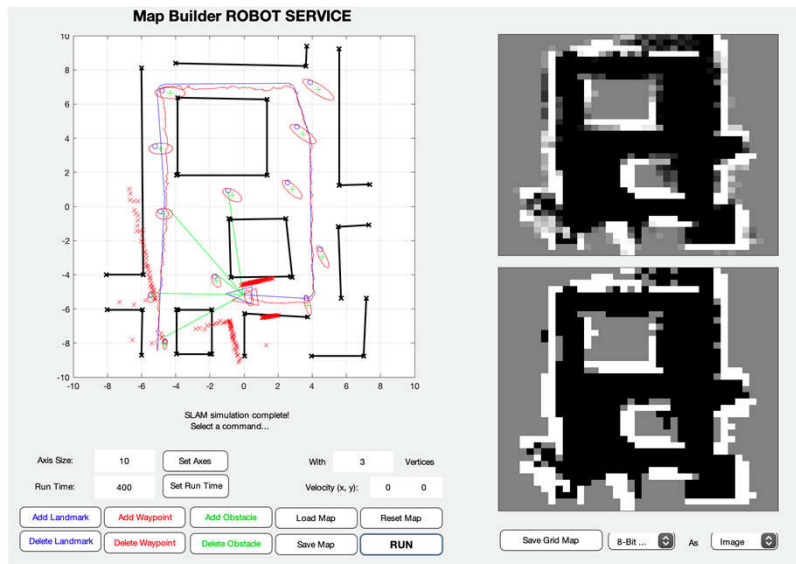 Map Builder ROBOT SERVICE
10
8
6
4
2
0
-2
-4
-6
-8
-10
-10 -8 -6 -4 -2 0 2 4 6 8 10
SLAM simulation complete!
Select a command...
Axis Size: 10 Set Axes With 3 Vertices
Run Time: 400 Set Run Time Velocity (x, y): 0 0
Add Landmark Add Waypoint Add Obstacle Load Map Reset Map
Delete Landmark Delete Waypoint Delete Obstacle Save Map RUN
Save Grid Map 8-Bit ... As Image